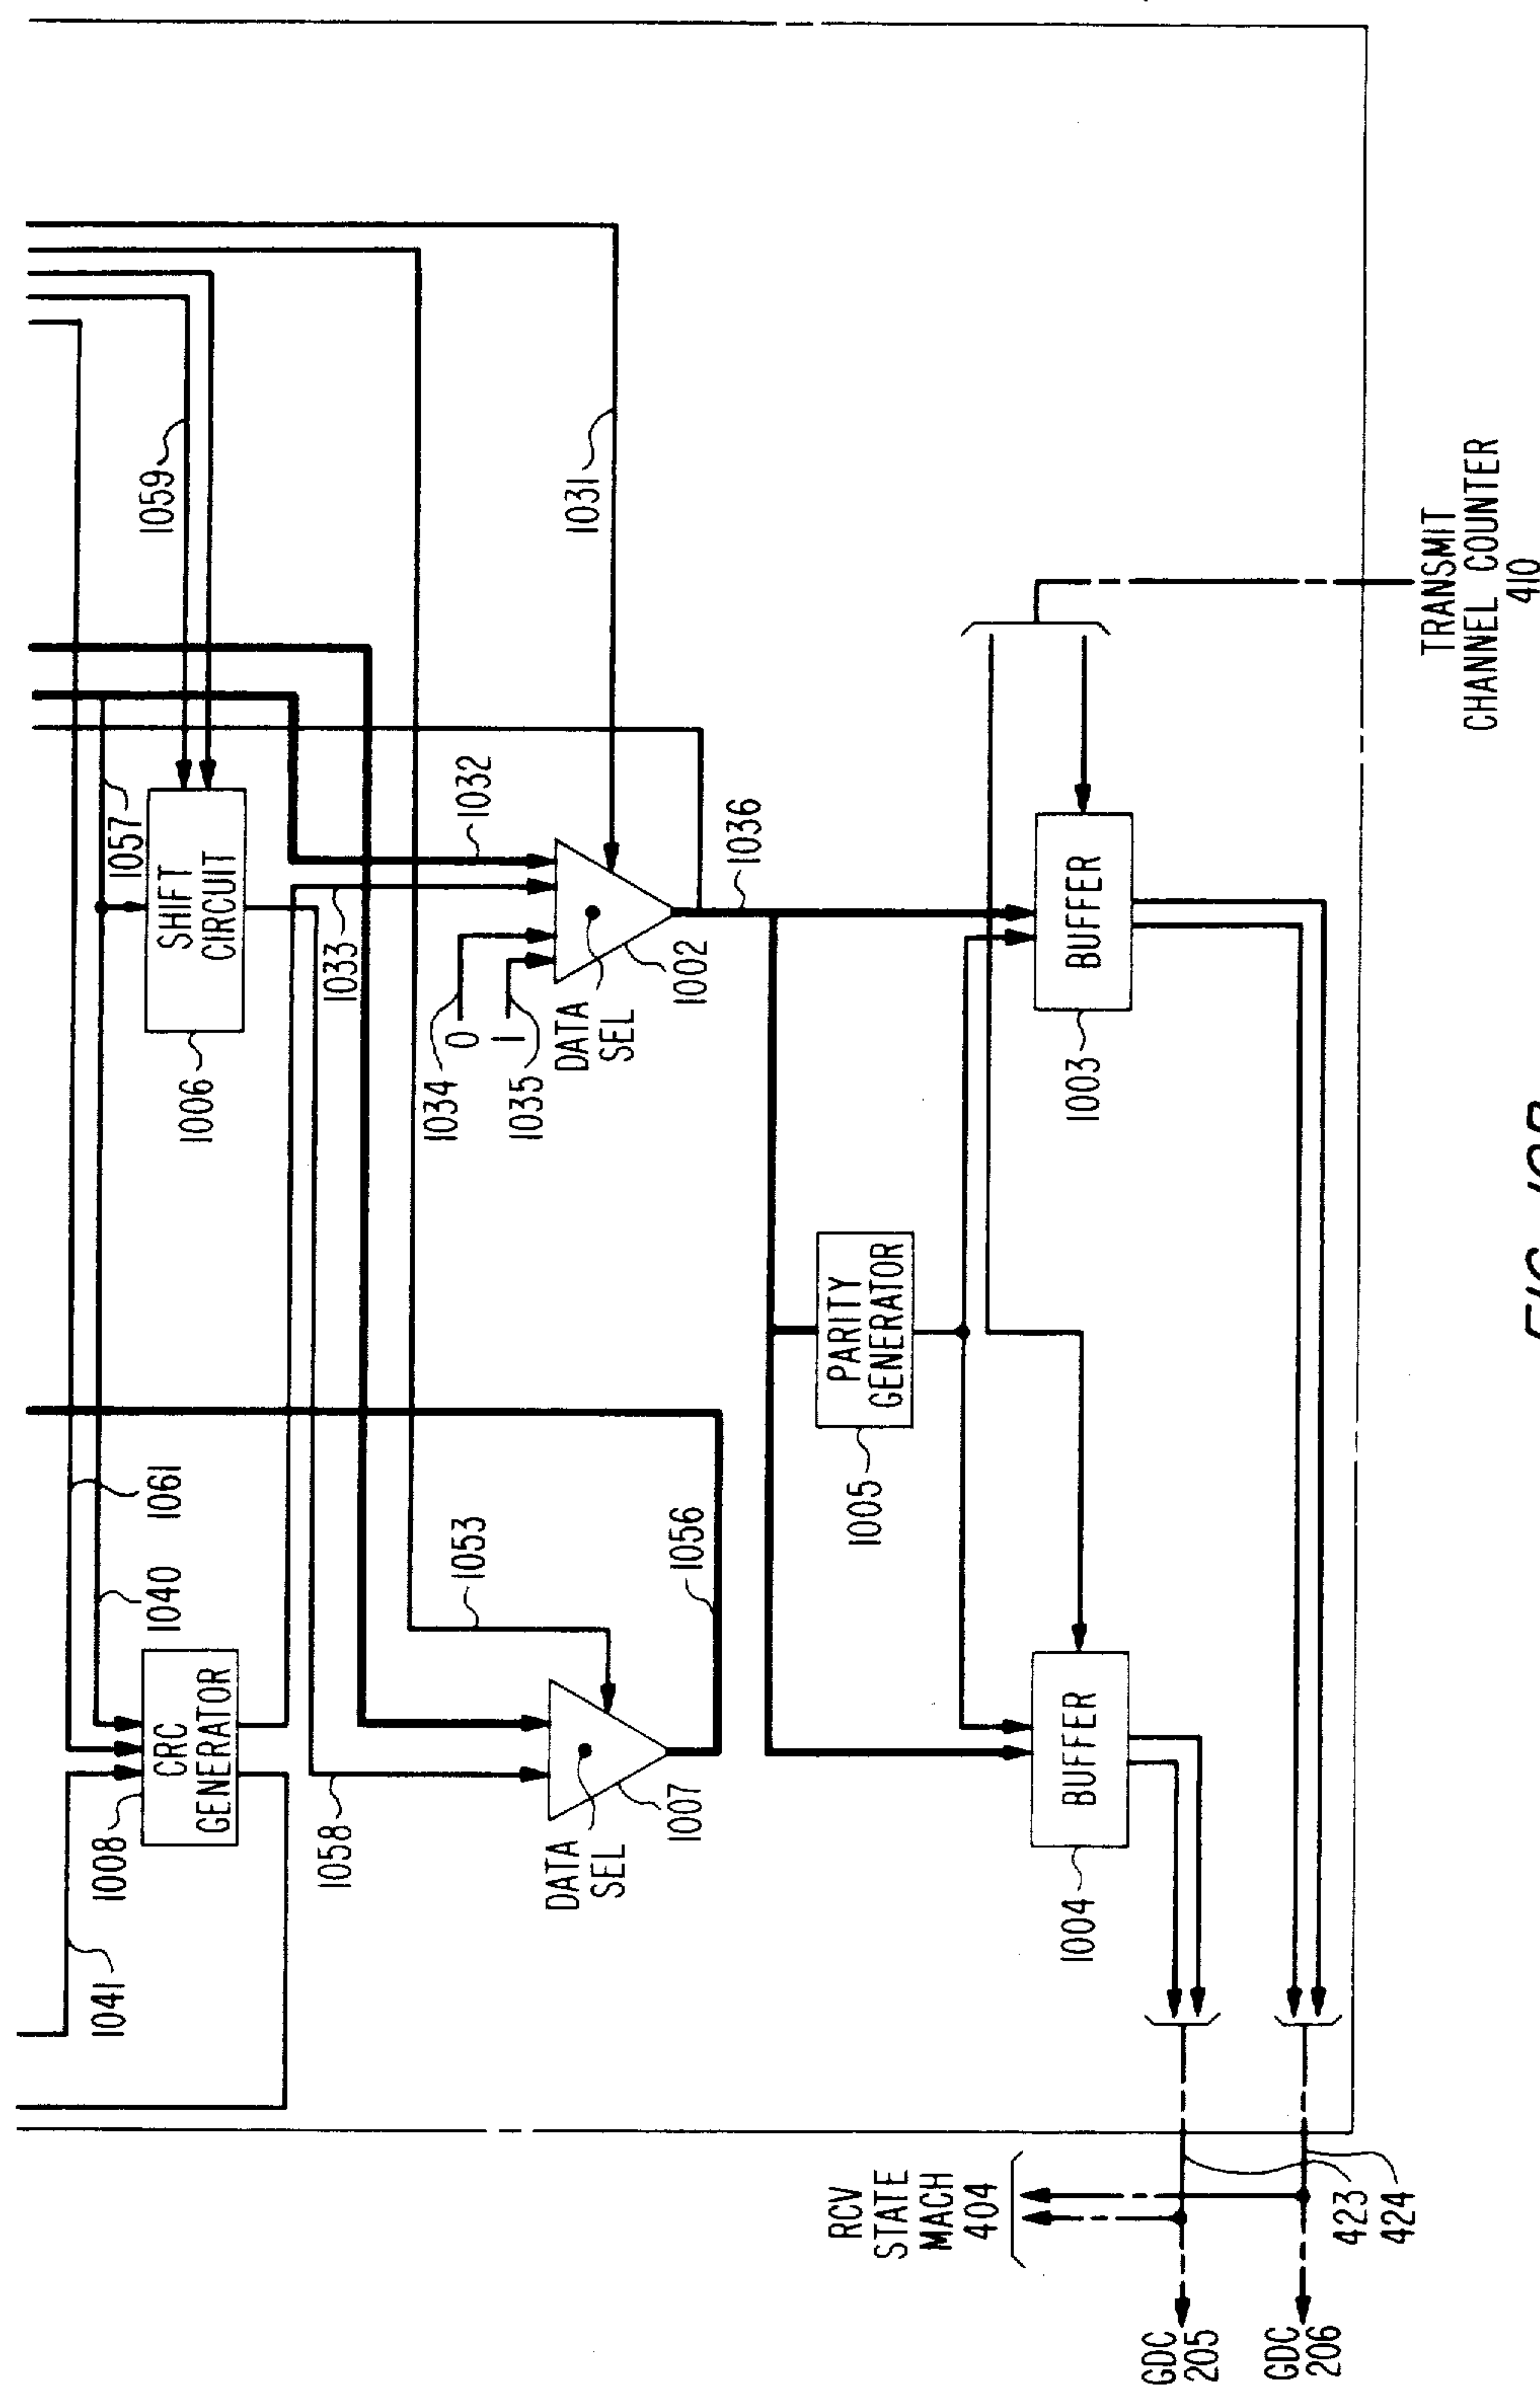 1041
1008
CRC
GENERATOR
1040
1061
1006
SHIFT
CIRCUIT
1057
1059
1058
1033
DATA
SEL
1007
1053
1034
0
1035
1
DATA
SEL
1002
1032
1031
1056
1036
1005
PARITY
GENERATOR
1004
BUFFER
1003
BUFFER
RCV
STATE
MACH
404
GDC
205
GDC
206
423
424
TRANSMIT
CHANNEL COUNTER
410